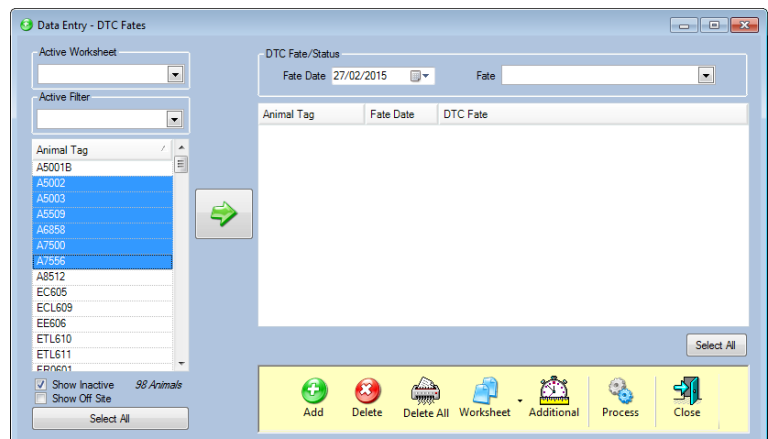 Data Entry - DTC Fates
Active Worksheet
Active Filter
Animal Tag
A5001B
A5002
A5003
A5509
A6858
A7500
A7556
A8512
EC605
ECL609
EE606
ETL610
ETL611
ER0601
Show Inactive 98 Animals
Show Off Site
Select All
DTC Fate/Status
Fate Date 27/02/2015 Fate
Animal Tag Fate Date DTC Fate
Select All
Add Delete Delete All Worksheet Additional Process Close